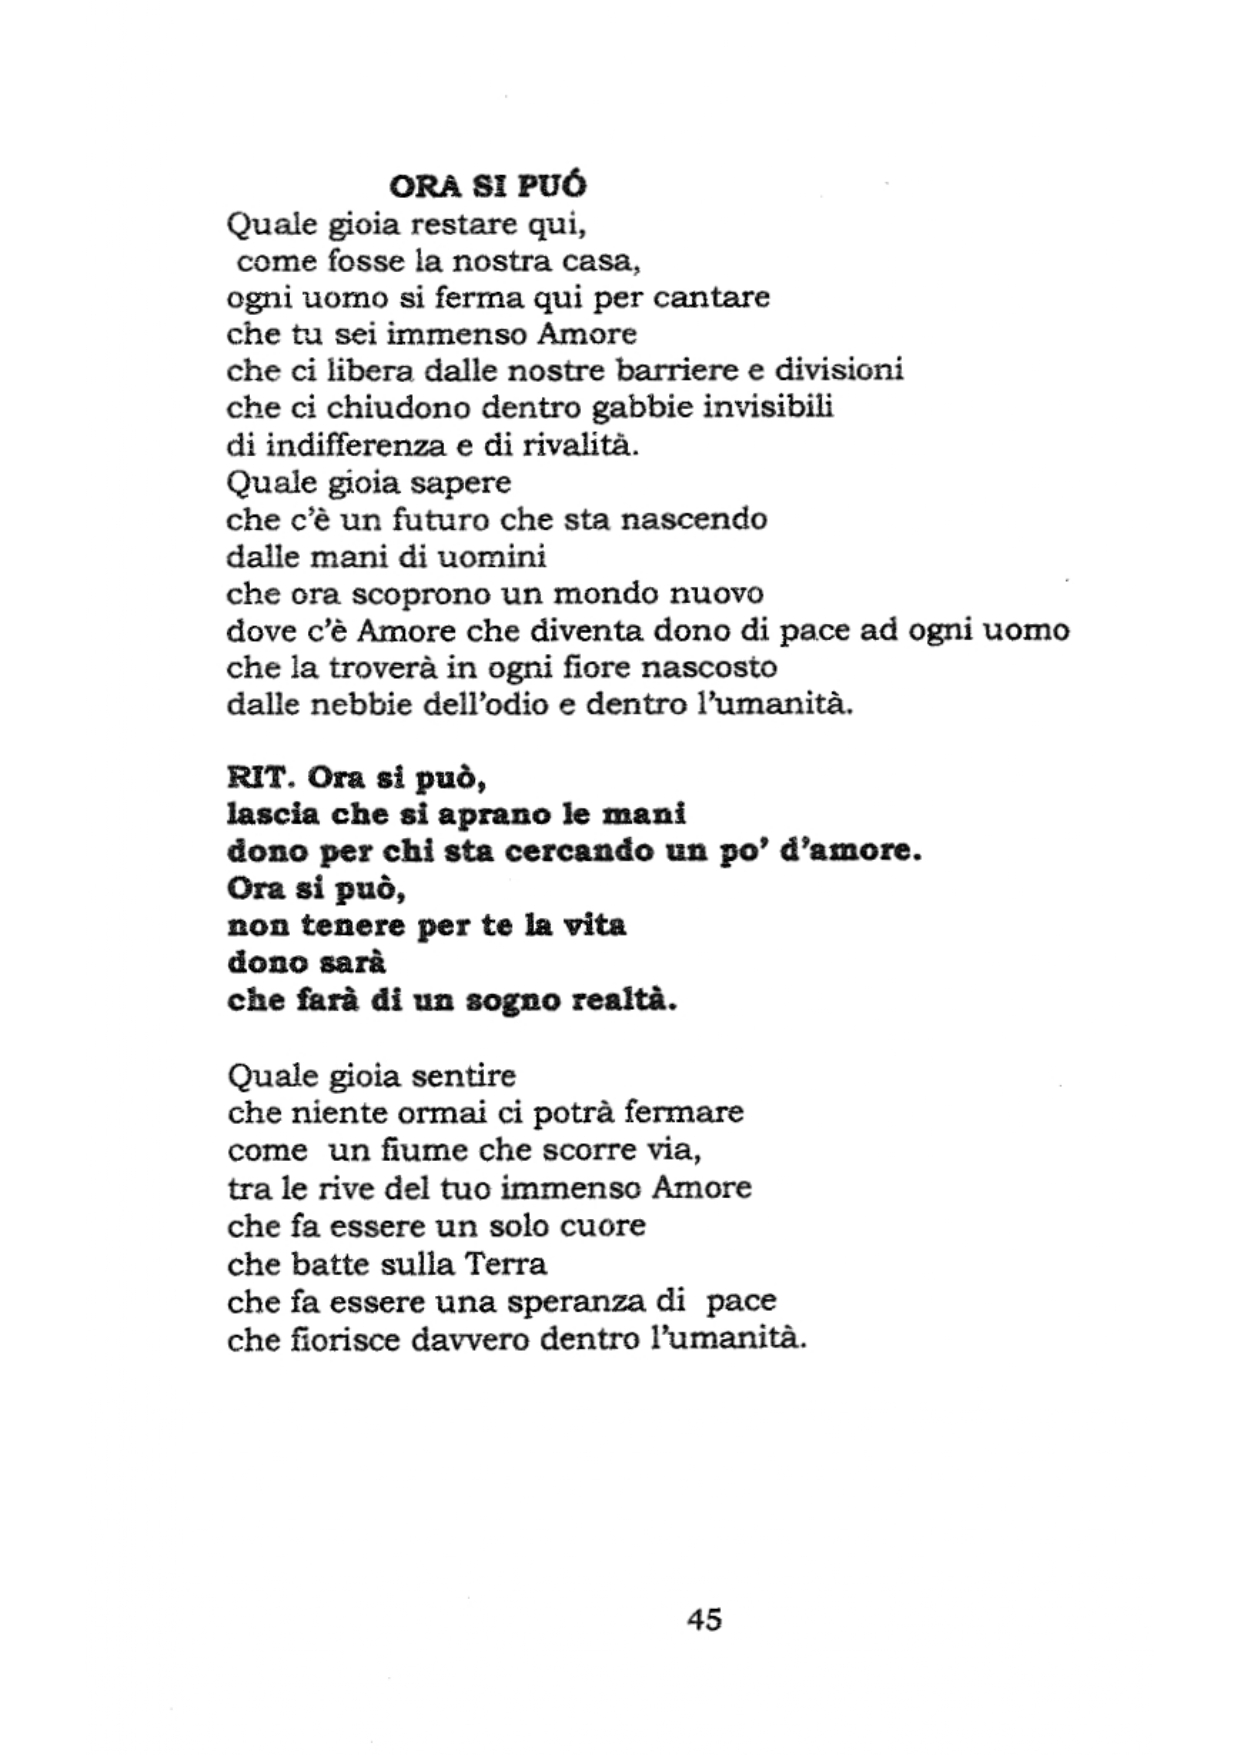 ORA SI PUÓ
Quale gioia restare qui,
come fosse la nostra casa,
ogni uomo si ferma qui per cantare
che tu sei immenso Amore
che ci libera dalle nostre barriere e divisioni
che ci chiudono dentro gabbie invisibili
di indifferenza e di rivalità.
Quale gioia sapere
che c'è un futuro che sta nascendo
dalle mani di uomini
che ora scoprono un mondo nuovo
dove c'è Amore che diventa dono di pace ad ogni uomo
che la troverà in ogni fiore nascosto
dalle nebbie dell'odio e dentro l'umanità.
RIT. Ora si può,
lascia che si aprano le mani
dono per chi sta cercando un po' d'amore.
Ora si può,
non tenere per te la vita
dono sarà
che farà di un sogno realtà.
Quale gioia sentire
che niente ormai ci potrà fermare
come un fiume che scorre via,
tra le rive del tuo immenso Amore
che fa essere un solo cuore
che batte sulla Terra
che fa essere una speranza di pace
che fiorisce davvero dentro l'umanità.
45